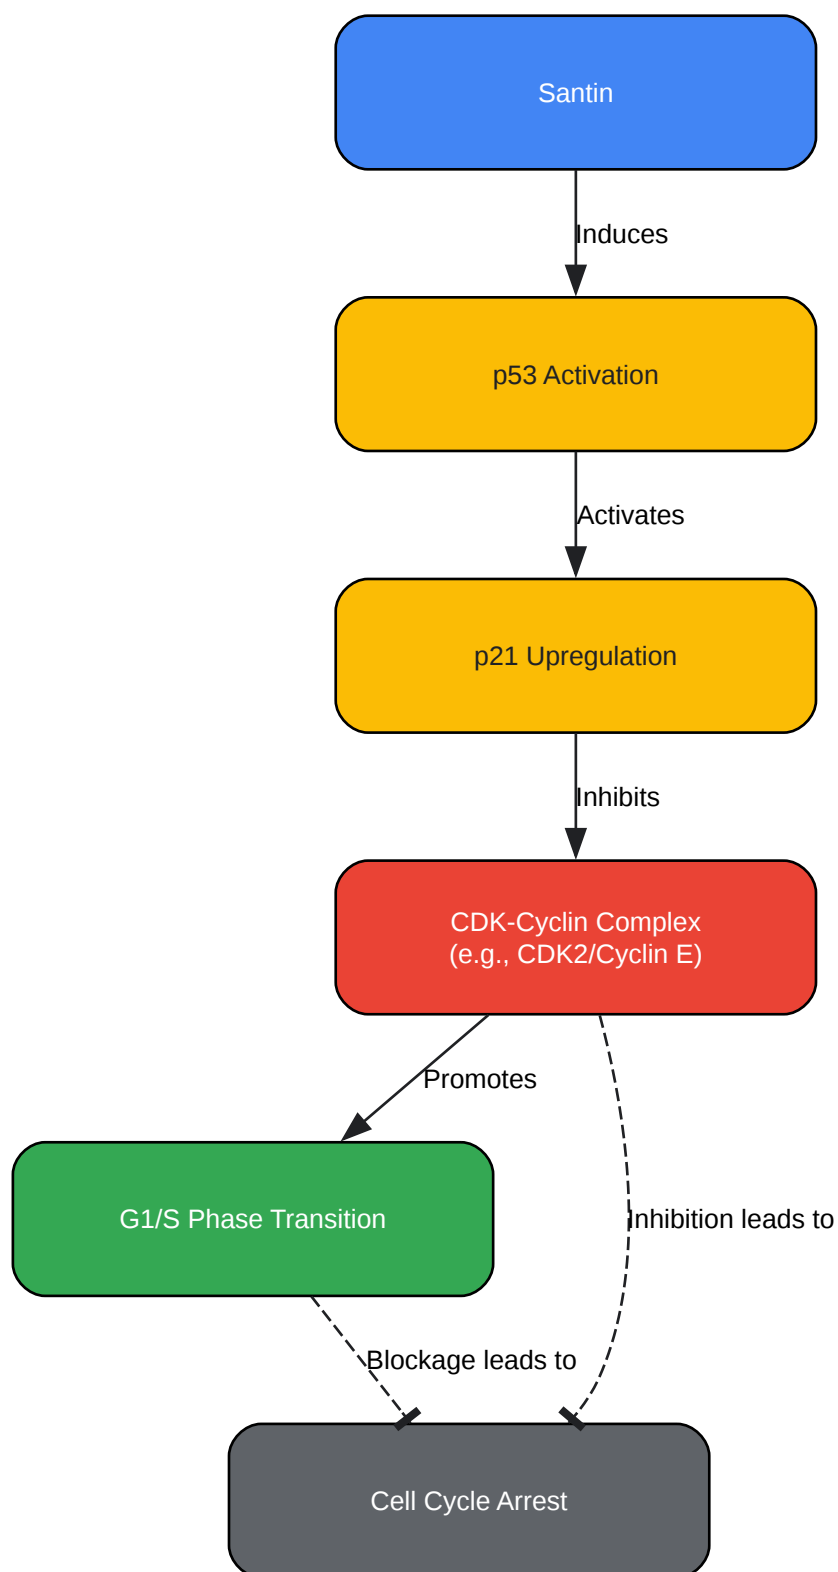 Santin
Induces
p53 Activation
Activates
p21 Upregulation
Inhibits
CDK-Cyclin Complex
(e.g., CDK2/Cyclin E)
Promotes
G1/S Phase Transition
Inhibition leads to
Blockage leads to
Cell Cycle Arrest